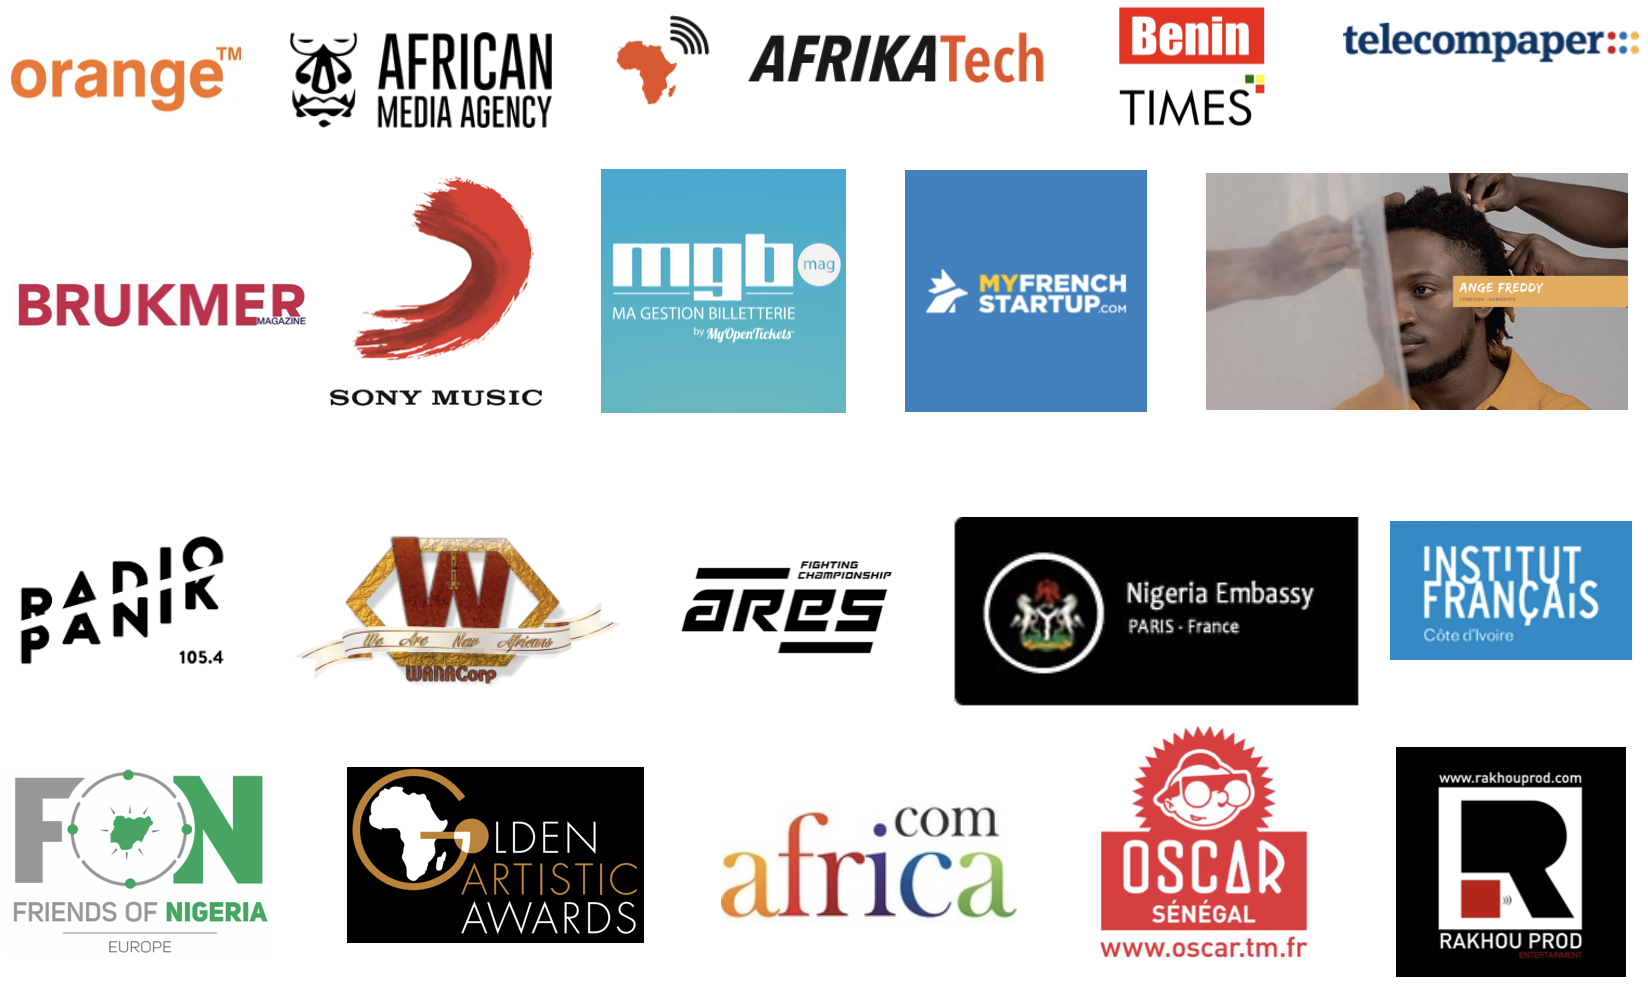 orange™
AFRICAN
MEDIA AGENCY
AFRIKATech
Benin
TIMES
telecompaper
BRUKMER
MAGAZINE
SONY MUSIC
mgb mag
MA GESTION BILLETTERIE
by MyOpenTickets
MYFRENCH
STARTUP.COM
ANGE FREDDY
COMEDIEN - HUMORISTE
RADIO
PANIK
105.4
W
We Are New Africans
WANACorp
FIGHTING
CHAMPIONSHIP
ARES
Nigeria Embassy
PARIS - France
INSTITUT
FRANÇAIS
Côte d'Ivoire
FON
FRIENDS OF NIGERIA
EUROPE
GOLDEN
ARTISTIC
AWARDS
com
africa
OSCAR
SÉNÉGAL
www.oscar.tm.fr
www.rakhouprod.com
R
RAKHOU PROD
ENTERTAINMENT